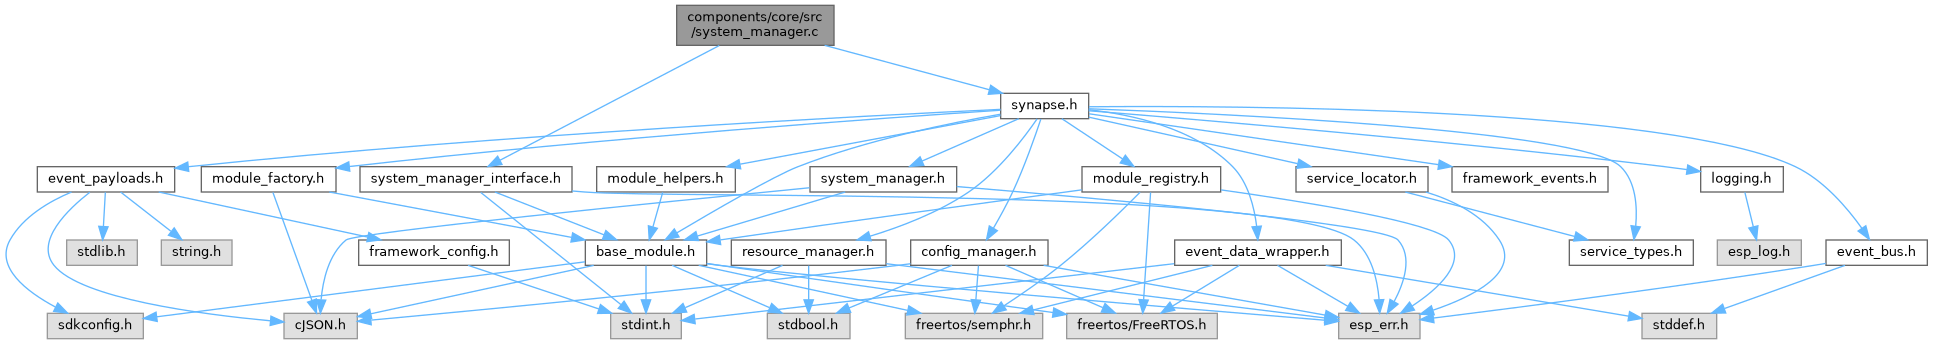 components/core/src
/system_manager.c
synapse.h
event_payloads.h
module_factory.h
system_manager_interface.h
module_helpers.h
system_manager.h
module_registry.h
service_locator.h
framework_events.h
logging.h
stdlib.h
string.h
framework_config.h
base_module.h
resource_manager.h
config_manager.h
event_data_wrapper.h
service_types.h
esp_log.h
event_bus.h
sdkconfig.h
cJSON.h
stdint.h
stdbool.h
freertos/semphr.h
freertos/FreeRTOS.h
esp_err.h
stddef.h